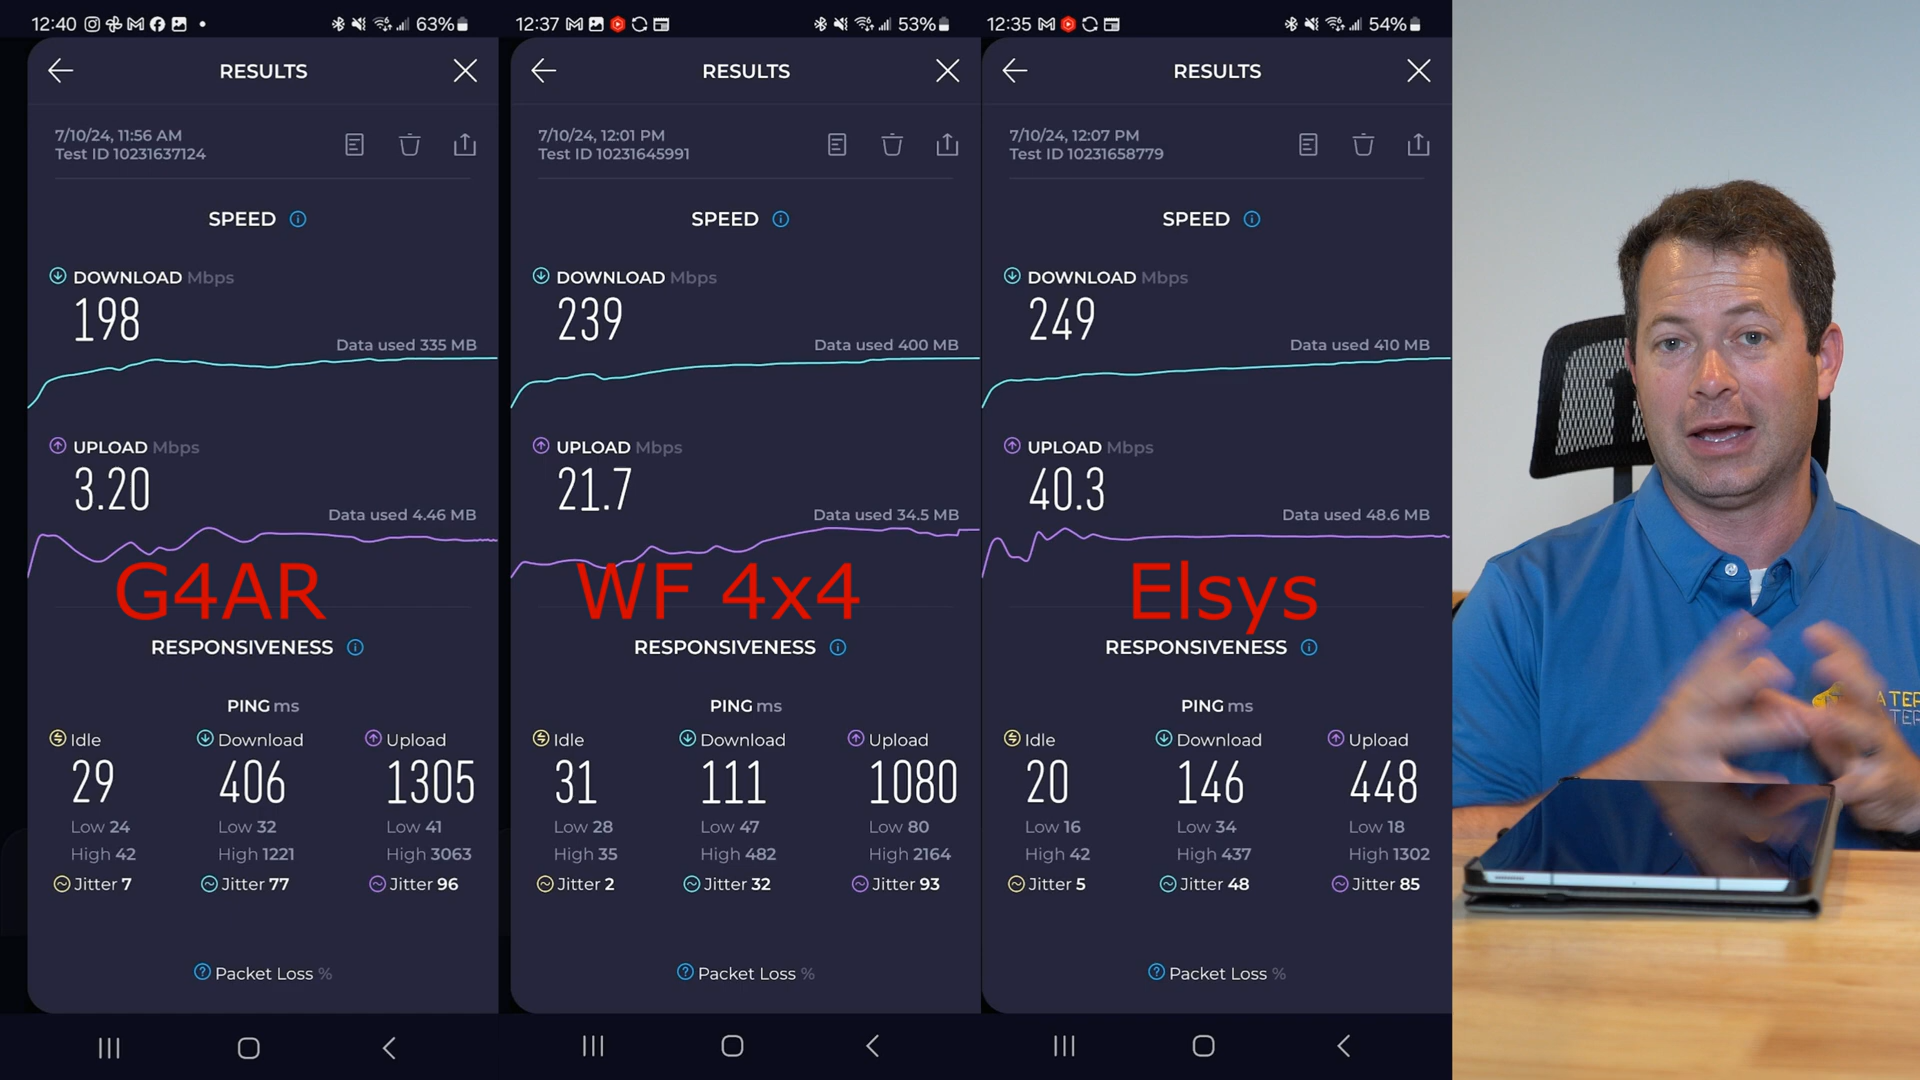 12:40
63%
RESULTS
7/10/24, 11:56 AM
Test ID 10231637124
SPEED
DOWNLOAD Mbps
198
Data used 335 MB
UPLOAD Mbps
3.20
Data used 4.46 MB
G4AR
RESPONSIVENESS
PING ms
Idle Download Upload
29 406 1305
Low 24 Low 32 Low 41
High 42 High 1221 High 3063
Jitter 7 Jitter 77 Jitter 96
Packet Loss %
12:37
53%
RESULTS
7/10/24, 12:01 PM
Test ID 10231645991
SPEED
DOWNLOAD Mbps
239
Data used 400 MB
UPLOAD Mbps
21.7
Data used 34.5 MB
WF 4x4
RESPONSIVENESS
PING ms
Idle Download Upload
31 111 1080
Low 28 Low 47 Low 80
High 35 High 482 High 2164
Jitter 2 Jitter 32 Jitter 93
Packet Loss %
12:35
54%
RESULTS
7/10/24, 12:07 PM
Test ID 10231658779
SPEED
DOWNLOAD Mbps
249
Data used 410 MB
UPLOAD Mbps
40.3
Data used 48.6 MB
Elsys
RESPONSIVENESS
PING ms
Idle Download Upload
20 146 448
Low 16 Low 34 Low 18
High 42 High 437 High 1302
Jitter 5 Jitter 48 Jitter 85
Packet Loss %